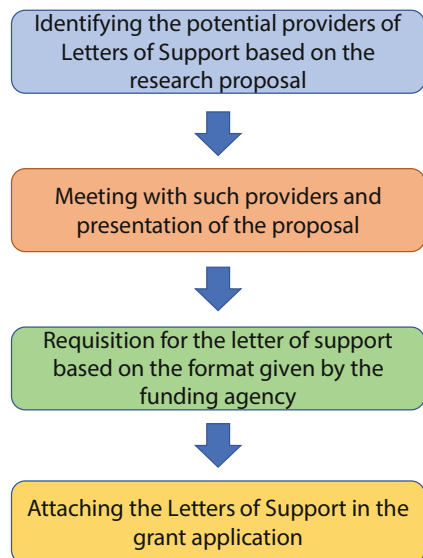 Identifying the potential providers of
Letters of Support based on the
research proposal
Meeting with such providers and
presentation of the proposal
Requisition for the letter of support
based on the format given by the
funding agency
Attaching the Letters of Support in the
grant application